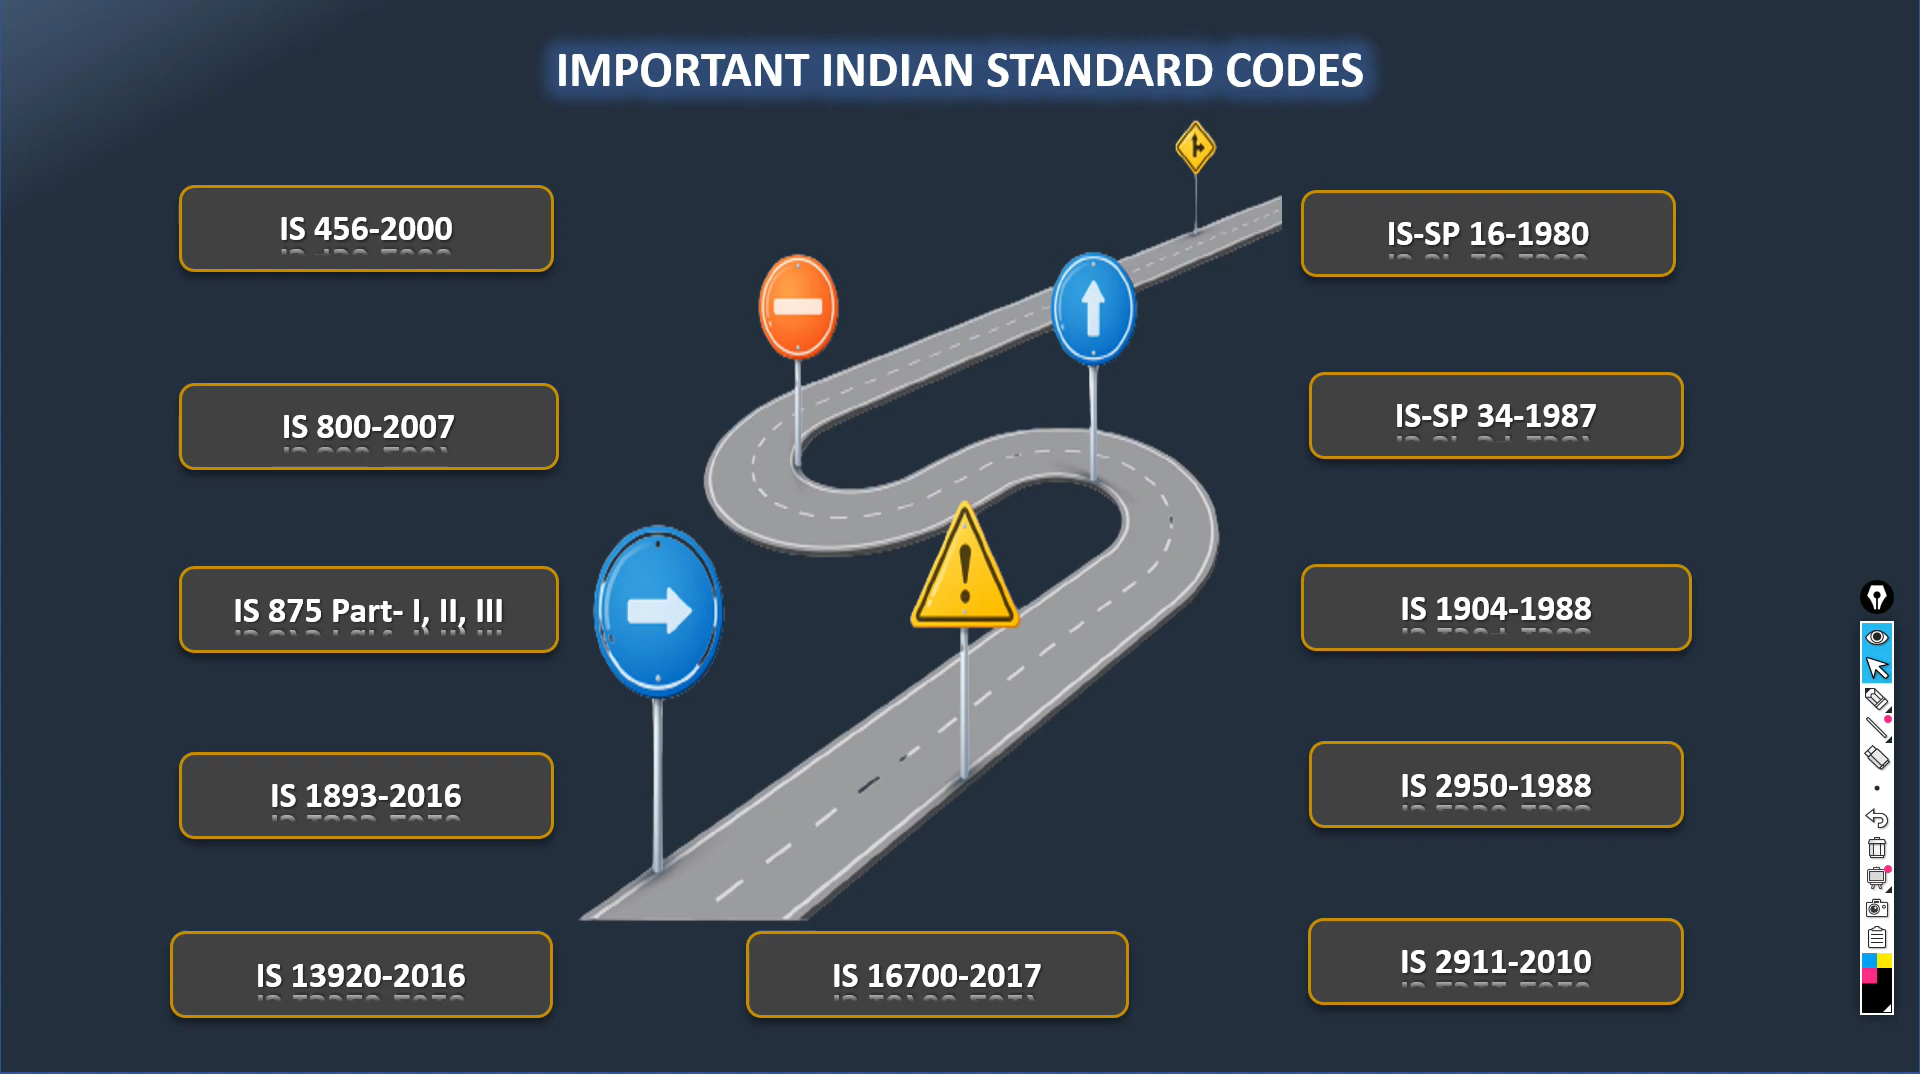 IMPORTANT INDIAN STANDARD CODES
IS 456-2000
IS 800-2007
IS 875 Part- I, II, III
IS 1893-2016
IS 13920-2016
IS 16700-2017
IS-SP 16-1980
IS-SP 34-1987
IS 1904-1988
IS 2950-1988
IS 2911-2010